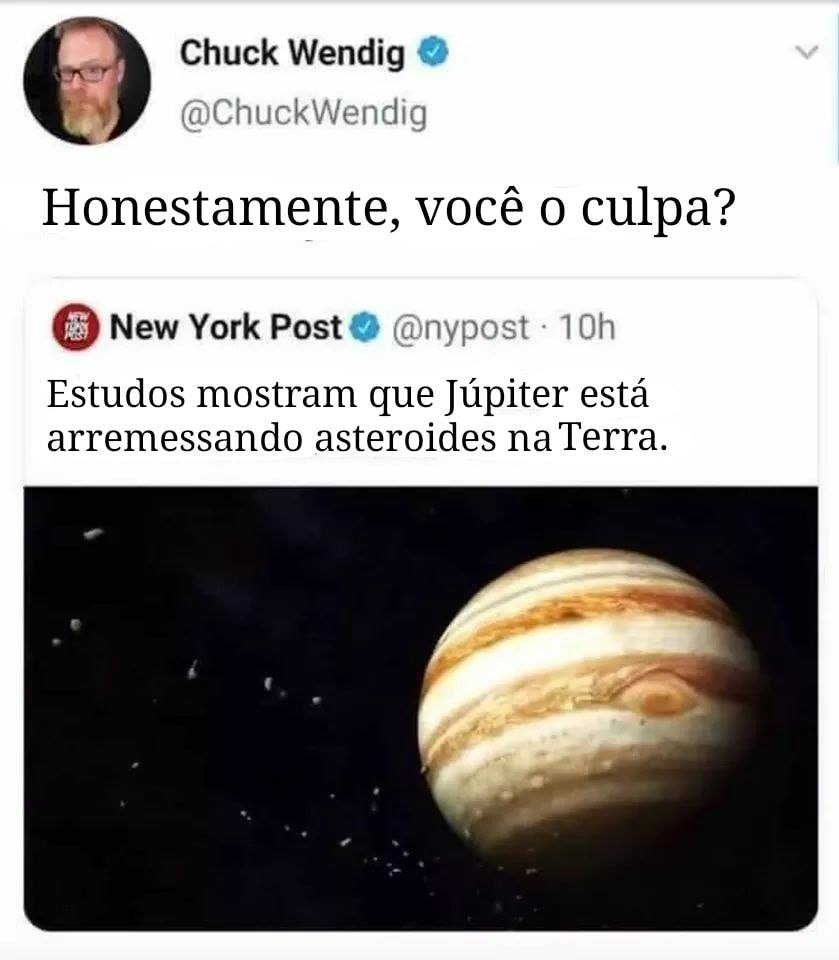 Chuck Wendig
@ChuckWendig
Honestamente, você o culpa?
New York Post @nypost · 10h
Estudos mostram que Júpiter está
arremessando asteroides na Terra.